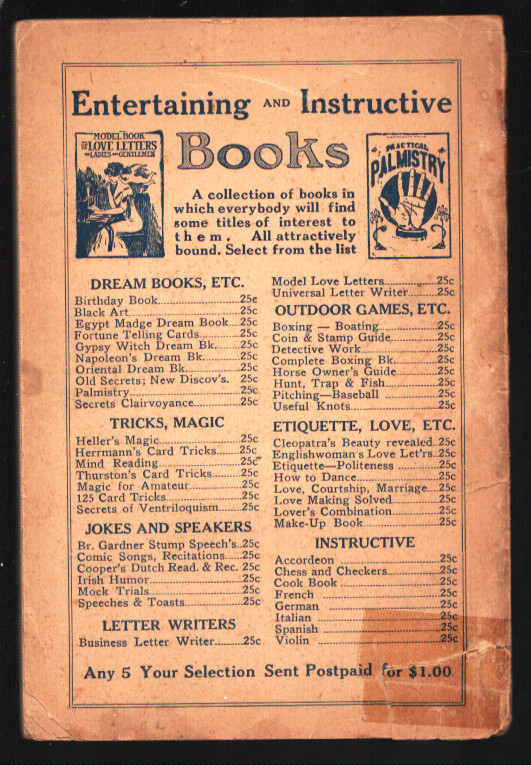 Entertaining AND Instructive
Books
MODEL BOOK
OF LOVE LETTERS
FOR LADIES AND GENTLEMEN
PRACTICAL
PALMISTRY
A collection of books in
which everybody will find
some titles of interest to
them. All attractively
bound. Select from the list
DREAM BOOKS, ETC.
Birthday Book....................25c
Black Art....................25c
Egypt Madge Dream Book...25c
Fortune Telling Cards..........25c
Gypsy Witch Dream Bk.......25c
Napoleon's Dream Bk..........25c
Oriental Dream Bk..............25c
Old Secrets; New Discov's. 25c
Palmistry....................25c
Secrets Clairvoyance............25c
TRICKS, MAGIC
Heller's Magic....................25c
Herrmann's Card Tricks.......25c
Mind Reading....................25c
Thurston's Card Tricks........25c
Magic for Amateur..............25c
125 Card Tricks..................25c
Secrets of Ventriloquism......25c
JOKES AND SPEAKERS
Br. Gardner Stump Speech's..25c
Comic Songs, Recitations.....25c
Cooper's Dutch Read. & Rec. 25c
Irish Humor....................25c
Mock Trials....................25c
Speeches & Toasts..............25c
LETTER WRITERS
Business Letter Writer.........25c
Model Love Letters..............25c
Universal Letter Writer........25c
OUTDOOR GAMES, ETC.
Boxing — Boating..............25c
Coin & Stamp Guide............25c
Detective Work..................25c
Complete Boxing Bk............25c
Horse Owner's Guide...........25c
Hunt, Trap & Fish..............25c
Pitching—Baseball..............25c
Useful Knots....................25c
ETIQUETTE, LOVE, ETC.
Cleopatra's Beauty revealed..25c
Englishwoman's Love Let'rs..25c
Etiquette—Politeness ..........25c
How to Dance....................25c
Love, Courtship, Marriage....25c
Love Making Solved............25c
Lover's Combination............25c
Make-Up Book..................25c
INSTRUCTIVE
Accordeon ....................25c
Chess and Checkers..............25c
Cook Book ....................25c
French ....................25c
German ....................25c
Italian ....................25c
Spanish ....................25c
Violin ....................25c
Any 5 Your Selection Sent Postpaid for $1.00